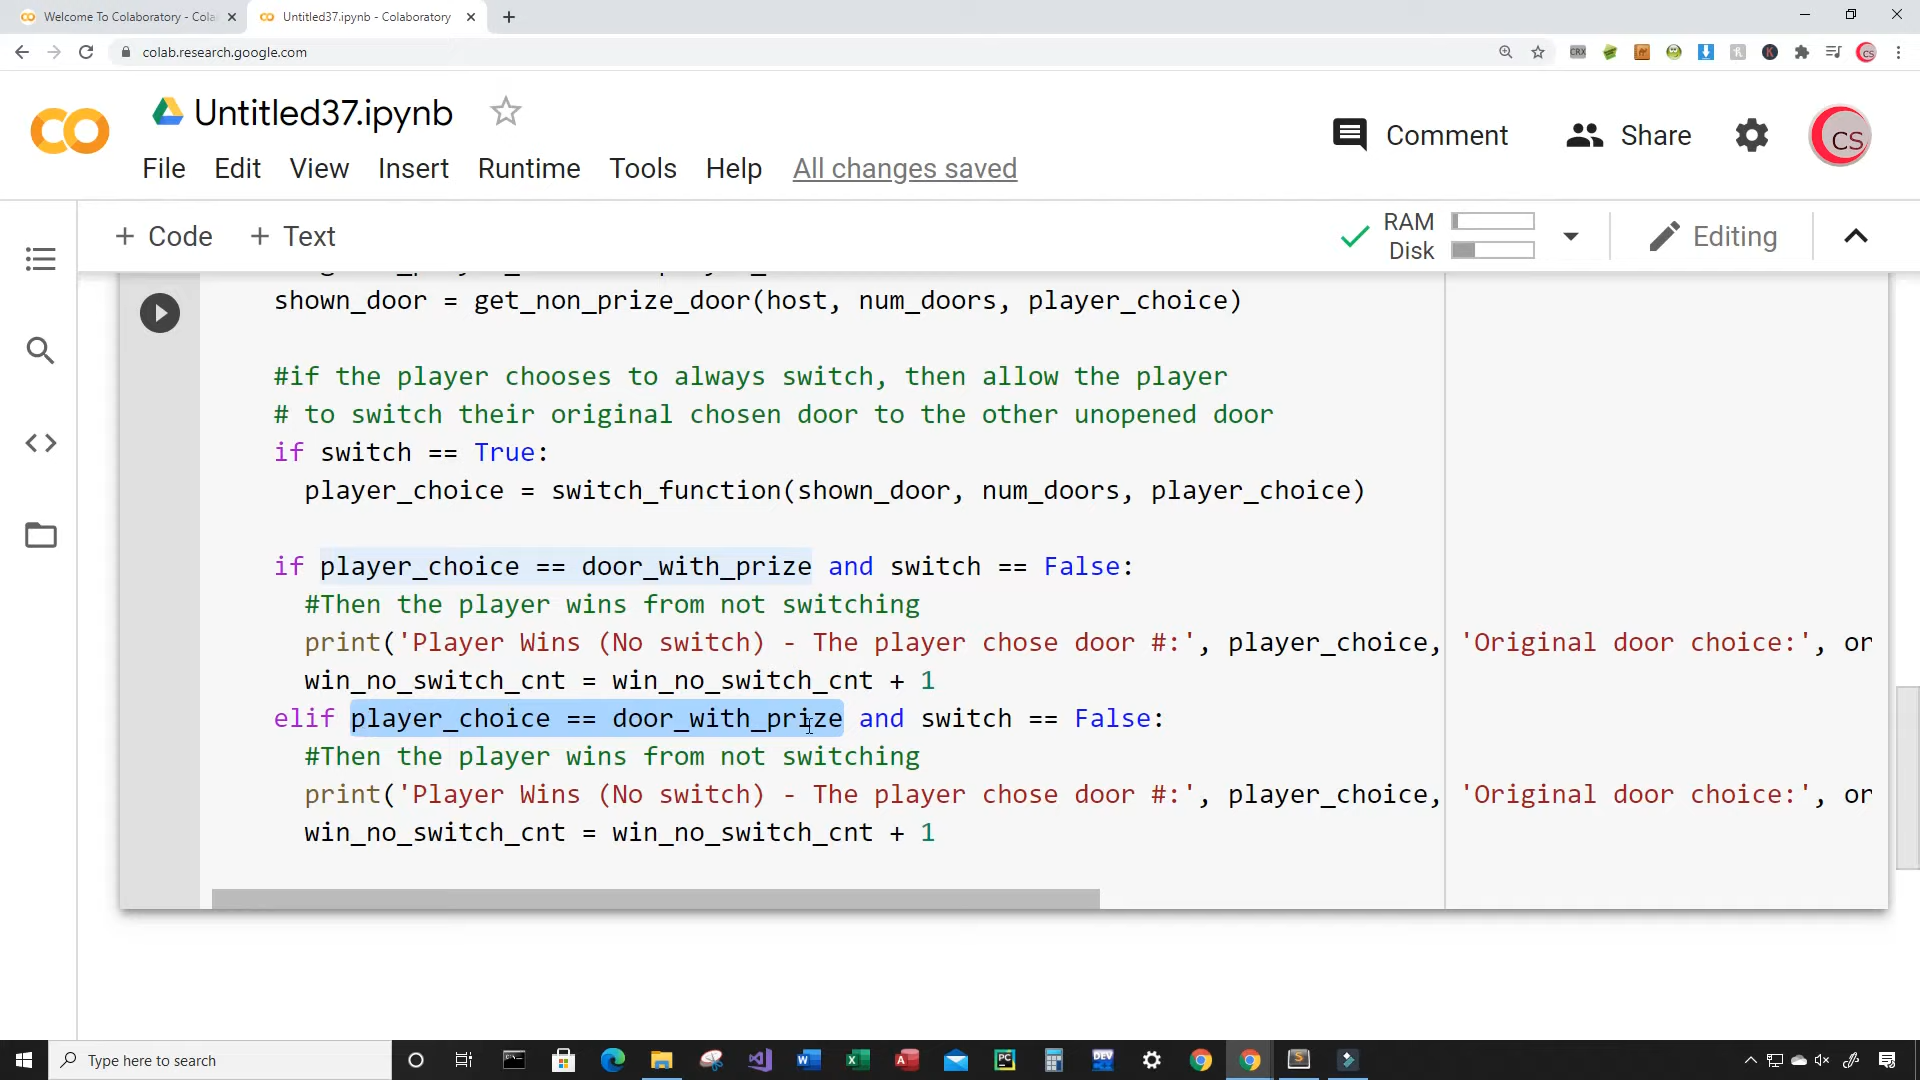 Welcome To Colaboratory - Cola
Untitled37.ipynb - Colaboratory
colab.research.google.com
Untitled37.ipynb
Comment
Share
CS
File Edit View Insert Runtime Tools Help All changes saved
+ Code + Text
RAM
Disk
Editing
shown_door = get_non_prize_door(host, num_doors, player_choice)
#if the player chooses to always switch, then allow the player
# to switch their original chosen door to the other unopened door
if switch == True:
player_choice = switch_function(shown_door, num_doors, player_choice)
if player_choice == door_with_prize and switch == False:
#Then the player wins from not switching
print('Player Wins (No switch) - The player chose door #:', player_choice, 'Original door choice:', or
win_no_switch_cnt = win_no_switch_cnt + 1
elif player_choice == door_with_prize and switch == False:
#Then the player wins from not switching
print('Player Wins (No switch) - The player chose door #:', player_choice, 'Original door choice:', or
win_no_switch_cnt = win_no_switch_cnt + 1
Type here to search